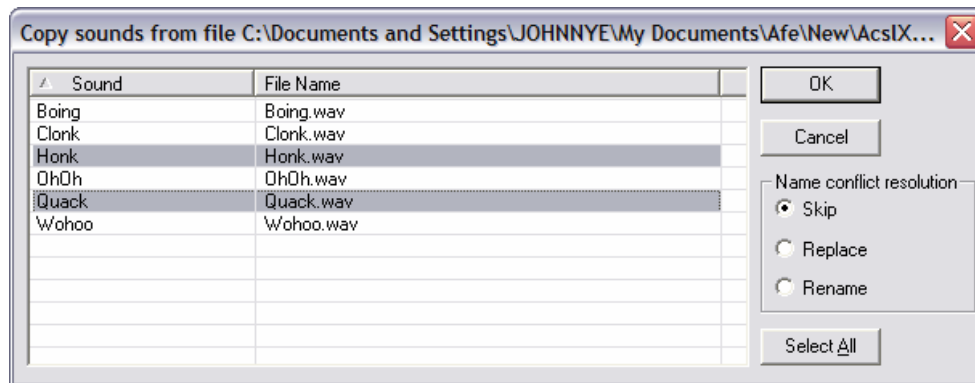 Copy sounds from file C:\Documents and Settings\JOHNNYE\My Documents\Afe\New\AcsIX...
Sound File Name
Boing Boing.wav
Clonk Clonk.wav
Honk Honk.wav
OhOh OhOh.wav
Quack Quack.wav
Wohoo Wohoo.wav
OK
Cancel
Name conflict resolution
Skip
Replace
Rename
Select All